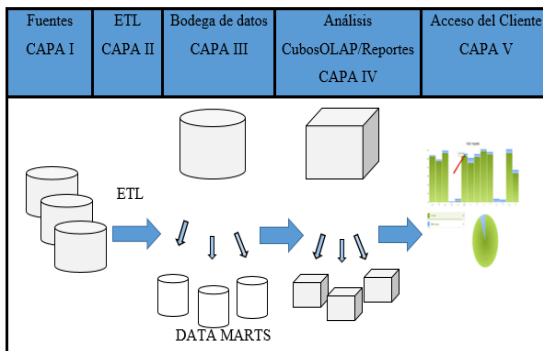 Fuentes
CAPA I
ETL
CAPA II
Bodega de datos
CAPA III
Análisis
CubosOLAP/Reportes
CAPA IV
Acceso del Cliente
CAPA V
ETL
DATA MARTS